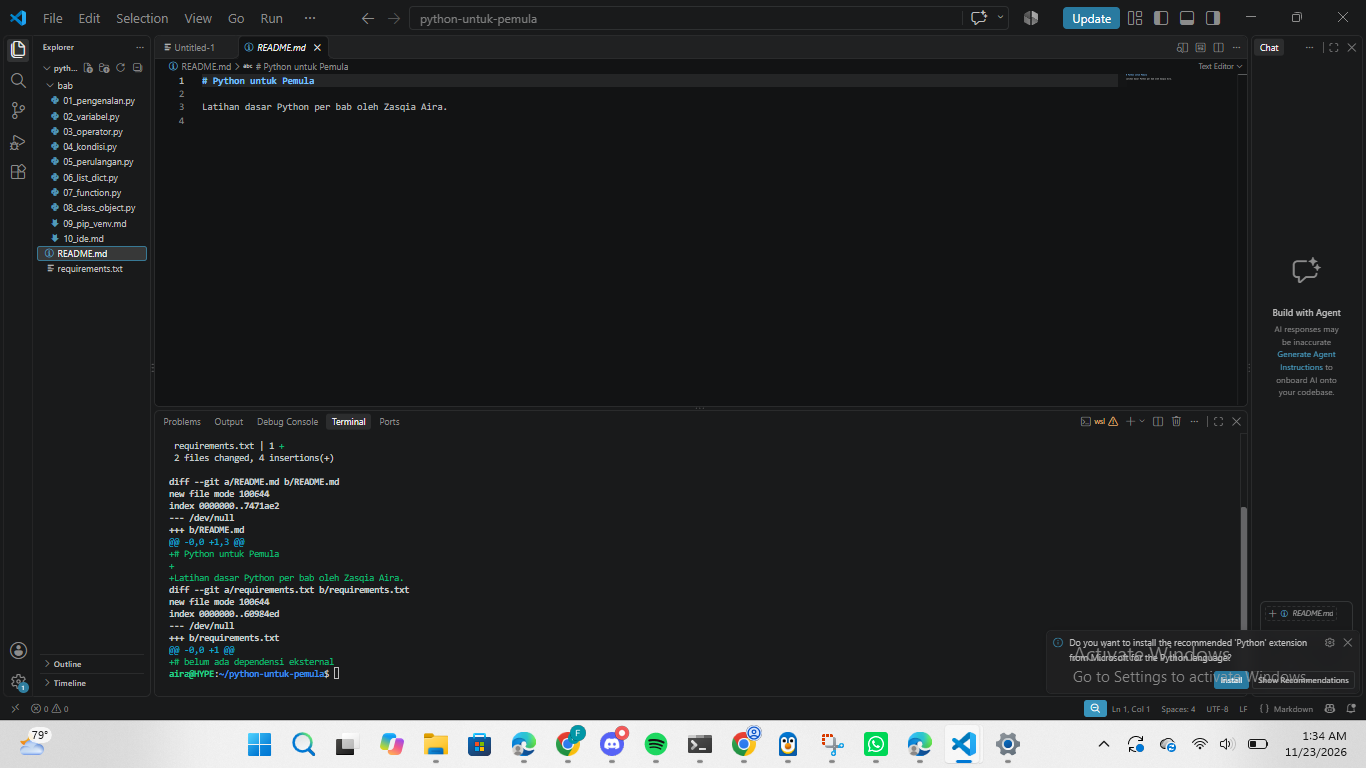 File Edit Selection View Go Run ··· python-untuk-pemula Update
Explorer ···
pyth...
bab
01_pengenalan.py
02_variabel.py
03_operator.py
04_kondisi.py
05_perulangan.py
06_list_dict.py
07_function.py
08_class_object.py
09_pip_venv.md
10_ide.md
README.md
requirements.txt
Outline
Timeline
Untitled-1 README.md
README.md > # Python untuk Pemula Text Editor
1 # Python untuk Pemula
2
3 Latihan dasar Python per bab oleh Zasqia Aira.
4
Problems Output Debug Console Terminal Ports wsl
requirements.txt | 1 +
2 files changed, 4 insertions(+)
diff --git a/README.md b/README.md
new file mode 100644
index 0000000..7471ae2
--- /dev/null
+++ b/README.md
@@ -0,0 +1,3 @@
+# Python untuk Pemula
+
+Latihan dasar Python per bab oleh Zasqia Aira.
diff --git a/requirements.txt b/requirements.txt
new file mode 100644
index 0000000..60984ed
--- /dev/null
+++ b/requirements.txt
@@ -0,0 +1 @@
+# belum ada dependensi eksternal
aira@HYPE:~/python-untuk-pemula$
Chat
Build with Agent
AI responses may
be inaccurate
Generate Agent
Instructions to
onboard AI onto
your codebase.
README.md
Do you want to install the recommended 'Python' extension
from Microsoft for the Python language?
Install Show Recommendations
Activate Windows
Go to Settings to activate Windows.
1
0 0 Ln 1, Col 1 Spaces: 4 UTF-8 LF {} Markdown
79°
F
1:34 AM
11/23/2026